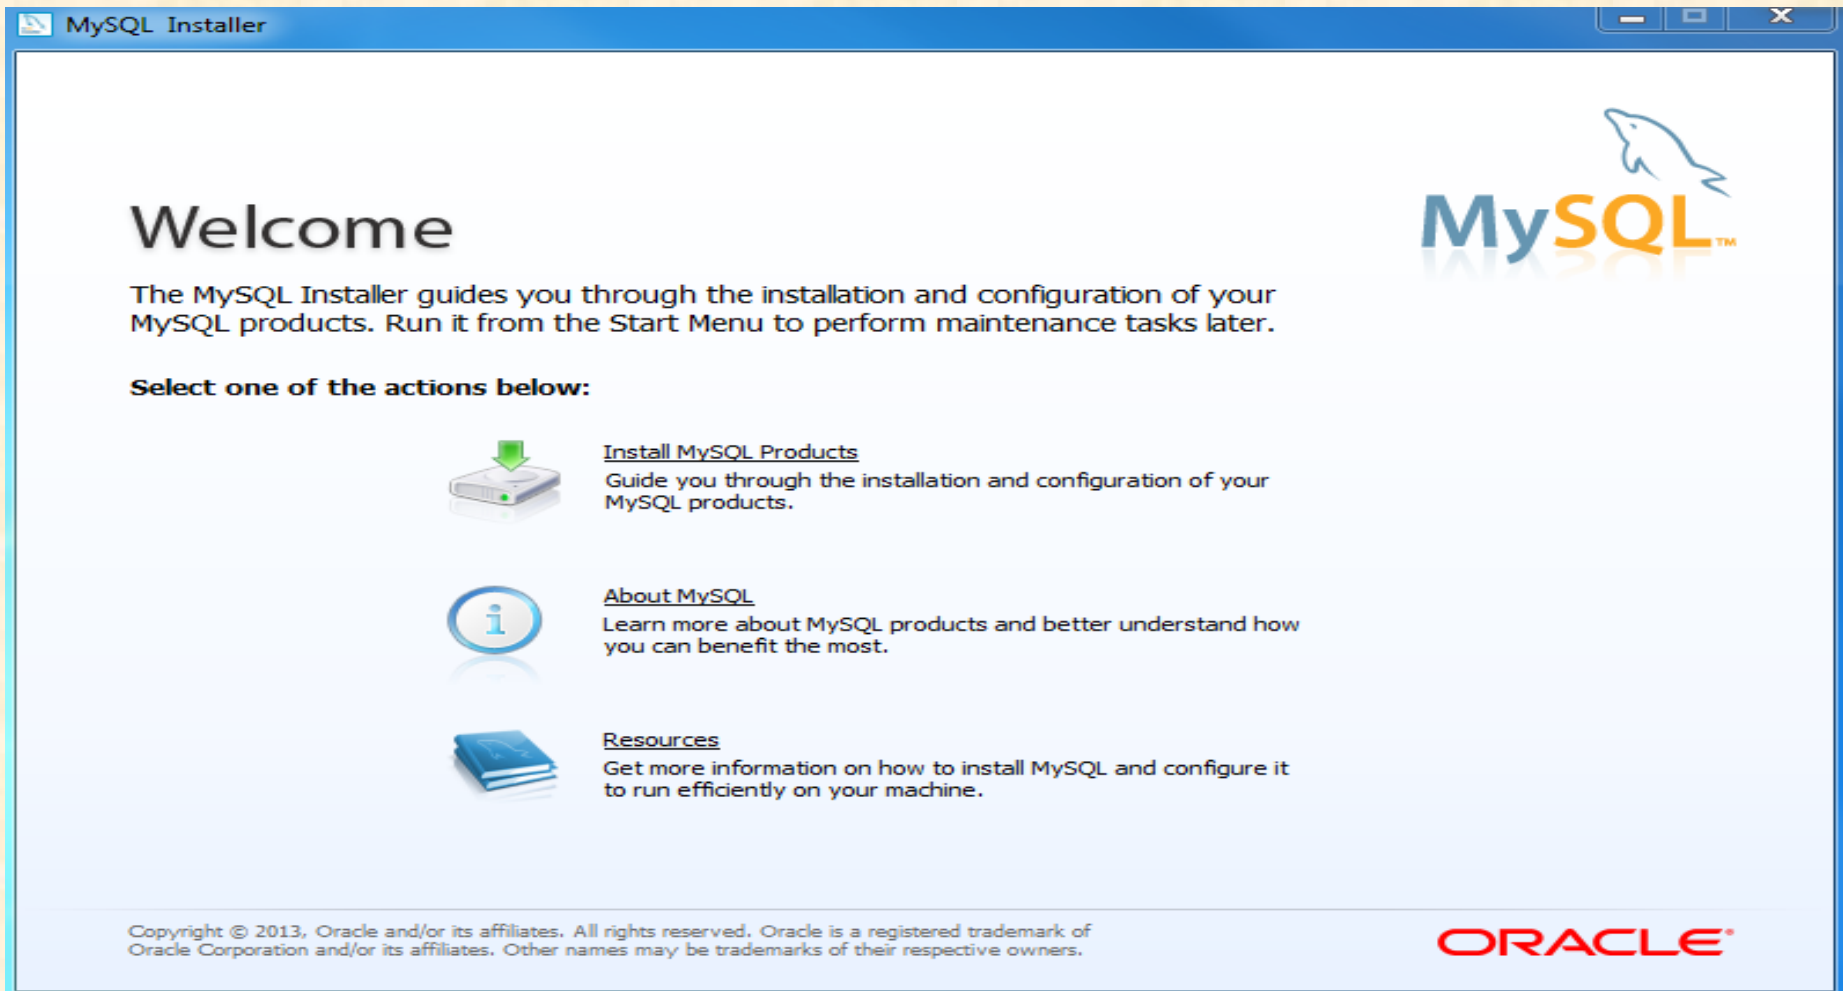 MySQL Installer
MySQL™
Welcome
The MySQL Installer guides you through the installation and configuration of your
MySQL products. Run it from the Start Menu to perform maintenance tasks later.
Select one of the actions below:
Install MySQL Products
Guide you through the installation and configuration of your
MySQL products.
About MySQL
Learn more about MySQL products and better understand how
you can benefit the most.
Resources
Get more information on how to install MySQL and configure it
to run efficiently on your machine.
Copyright © 2013, Oracle and/or its affiliates. All rights reserved. Oracle is a registered trademark of
Oracle Corporation and/or its affiliates. Other names may be trademarks of their respective owners.
ORACLE®